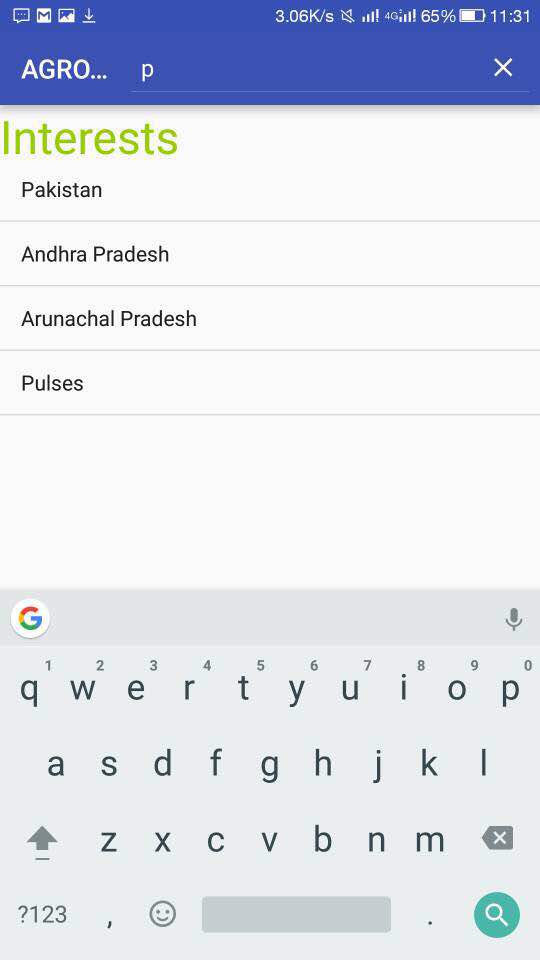 3.06K/s 4G 65% 11:31
AGRO... p
Interests
Pakistan
Andhra Pradesh
Arunachal Pradesh
Pulses
G
1 2 3 4 5 6 7 8 9 0
q w e r t y u i o p
a s d f g h j k l
z x c v b n m
?123 , .